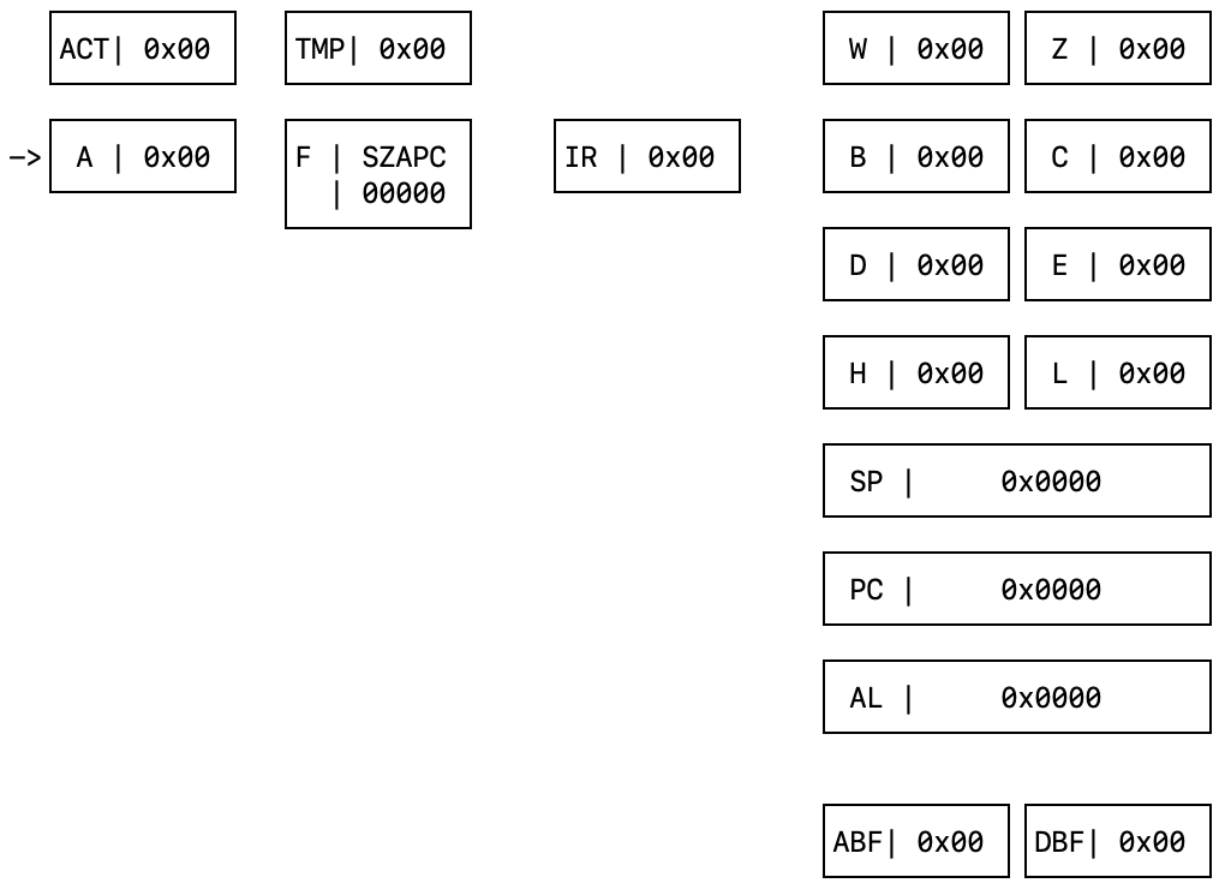 ACT| 0x00 TMP| 0x00 W | 0x00 Z | 0x00
–> A | 0x00 F | SZAPC IR | 0x00 B | 0x00 C | 0x00
| 00000
D | 0x00 E | 0x00
H | 0x00 L | 0x00
SP | 0x0000
PC | 0x0000
AL | 0x0000
ABF| 0x00 DBF| 0x00